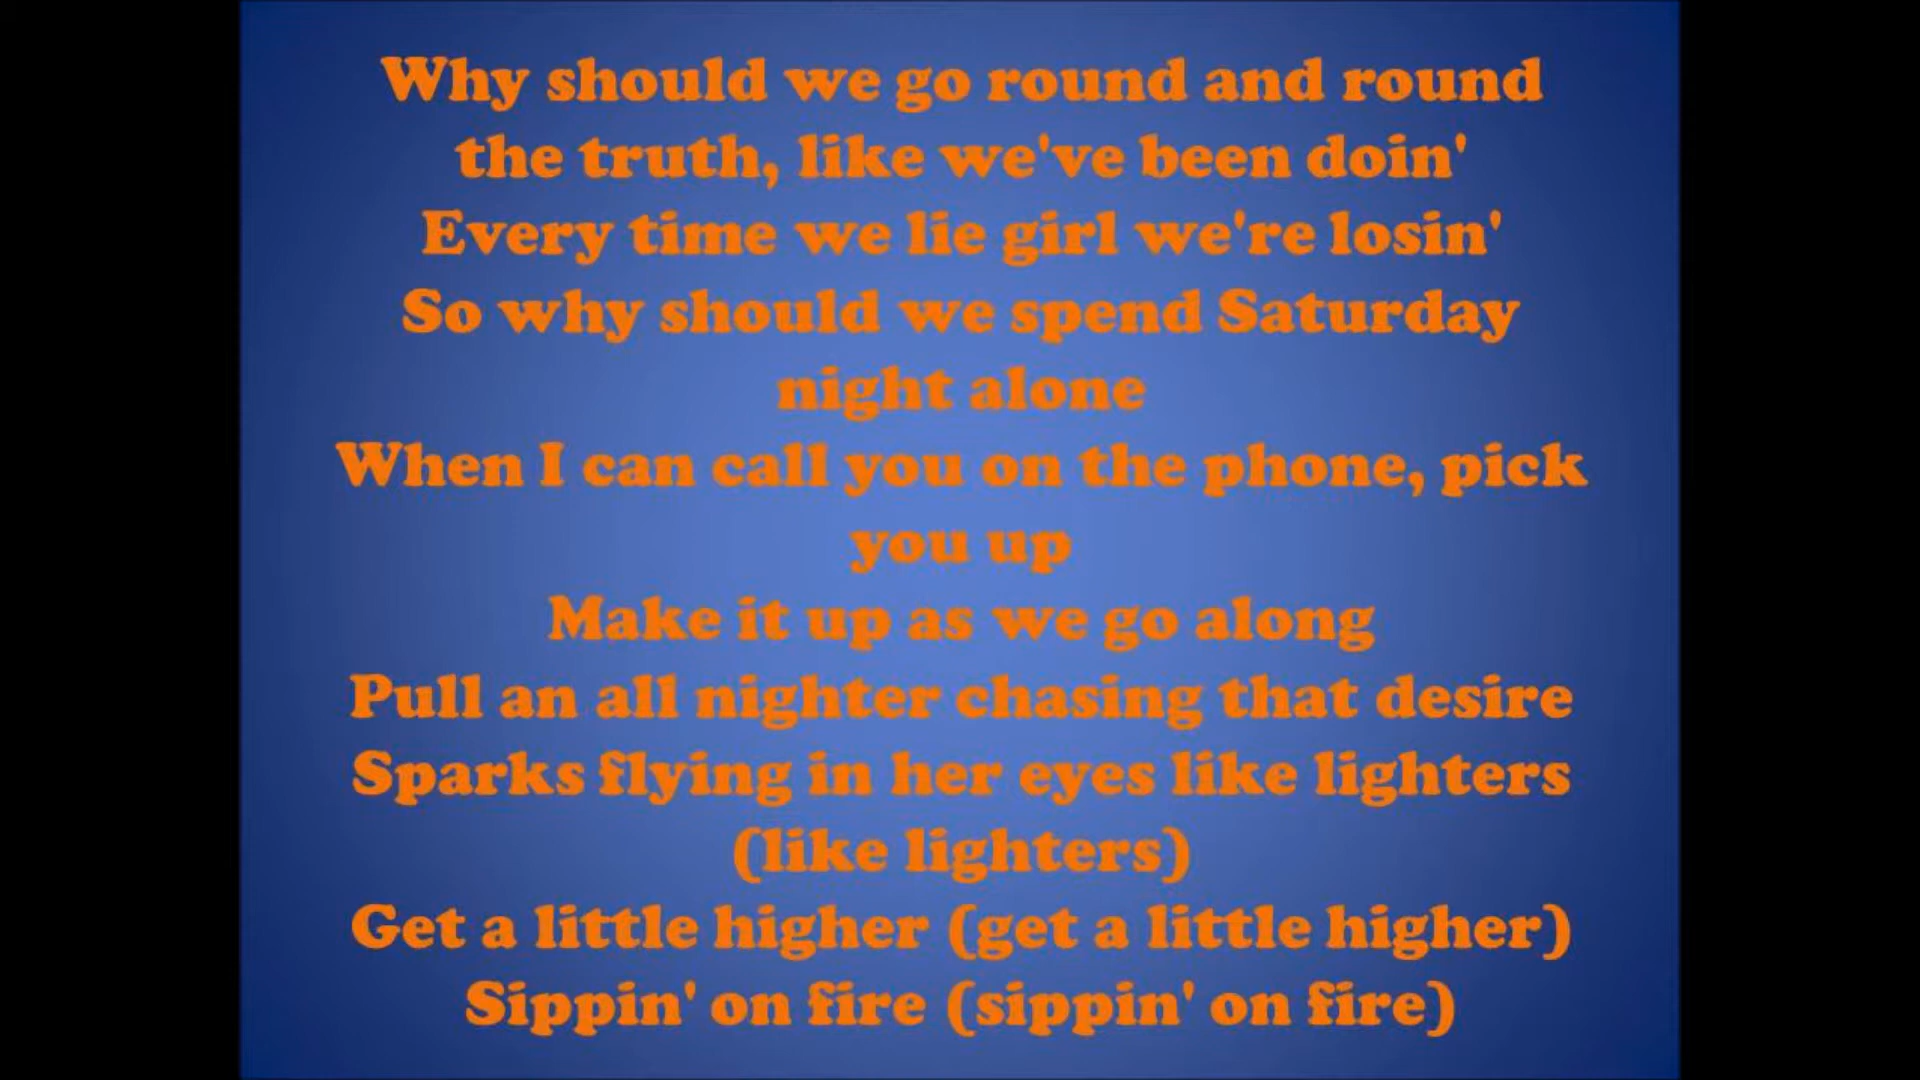 Why should we go round and round
the truth, like we've been doin'
Every time we lie girl we're losin'
So why should we spend Saturday
night alone
When I can call you on the phone, pick
you up
Make it up as we go along
Pull an all nighter chasing that desire
Sparks flying in her eyes like lighters
(like lighters)
Get a little higher (get a little higher)
Sippin' on fire (sippin' on fire)